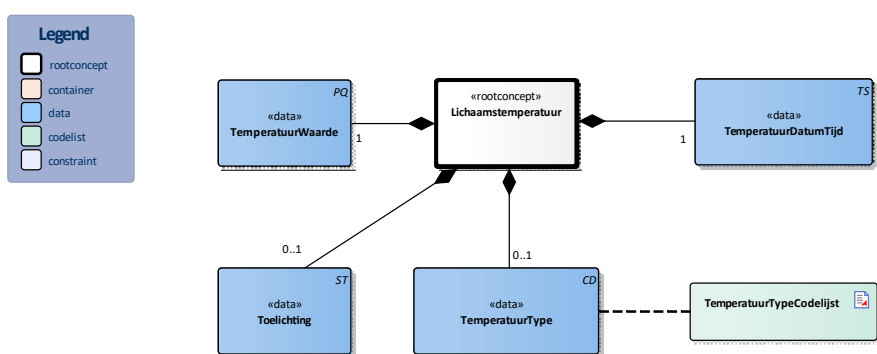 Legend
rootconcept
container
data
codelist
constraint
PQ
«data»
TemperatuurWaarde
1
«rootconcept»
Lichaamstemperatuur
TS
«data»
TemperatuurDatumTijd
1
0..1
0..1
ST
«data»
Toelichting
CD
«data»
TemperatuurType
TemperatuurTypeCodelijst